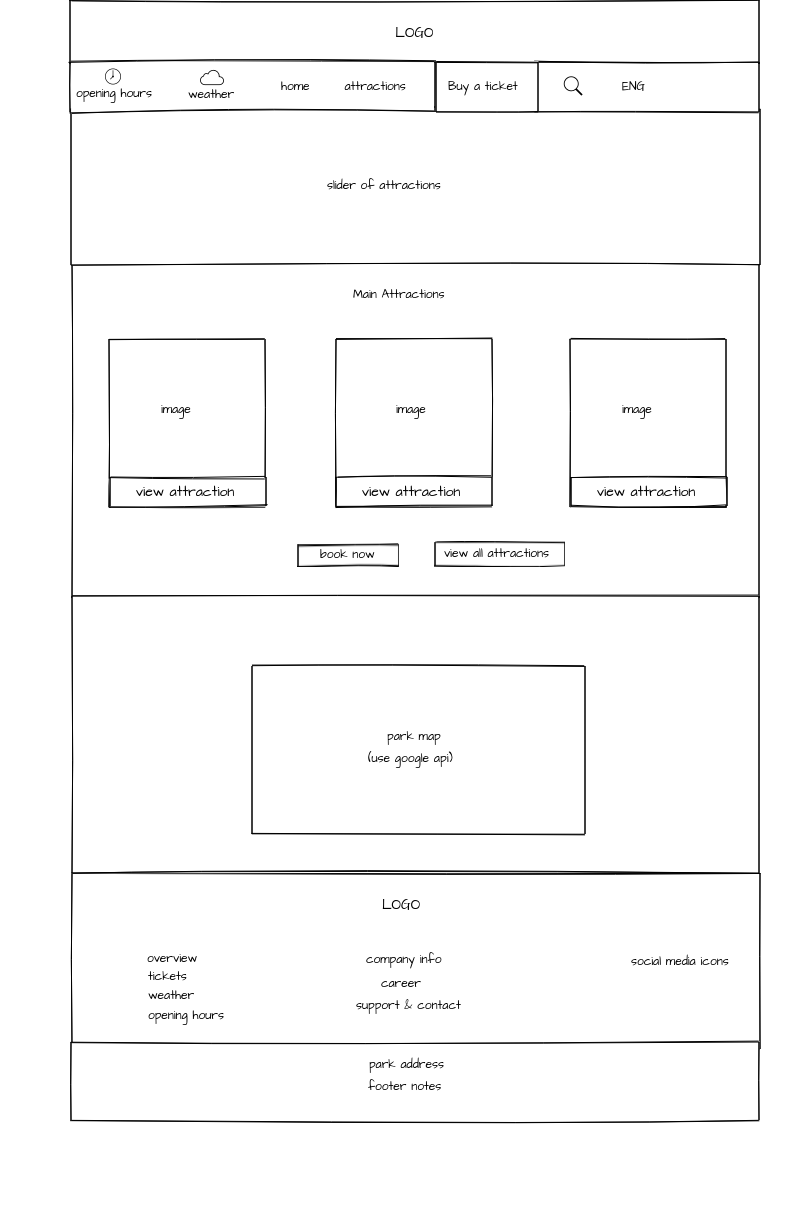 LOGO
opening hours
weather
home
attractions
Buy a ticket
ENG
slider of attractions
Main Attractions
image
image
image
view attraction
view attraction
view attraction
book now
view all attractions
park map
(use google api)
LOGO
overview
tickets
weather
opening hours
company info
career
support & contact
social media icons
park address
footer notes